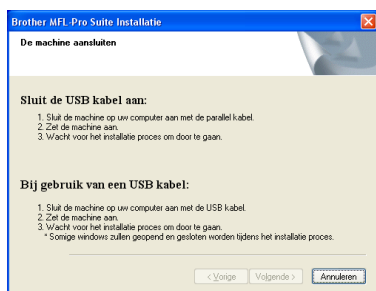 Brother MFL-Pro Suite Installatie
De machine aansluiten
Sluit de USB kabel aan:
1. Sluit de machine op uw computer aan met de parallel kabel.
2. Zet de machine aan.
3. Wacht voor het installatie proces om door te gaan.
Bij gebruik van een USB kabel:
1. Sluit de machine op uw computer aan met de USB kabel.
2. Zet de machine aan.
3. Wacht voor het installatie proces om door te gaan.
* Somige windows zullen geopend en gesloten worden tijdens het installatie proces.
< Vorige Volgende > Annuleren